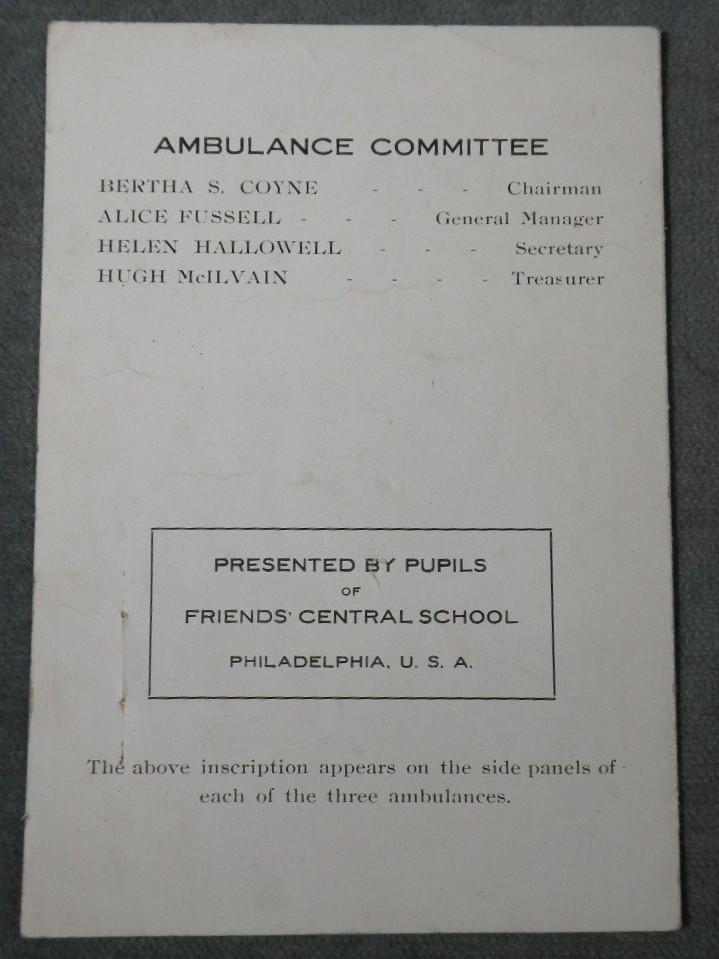 AMBULANCE COMMITTEE
BERTHA S. COYNE - - - Chairman
ALICE FUSSELL - - - General Manager
HELEN HALLOWELL - - - Secretary
HUGH McILVAIN - - - - Treasurer
PRESENTED BY PUPILS
OF
FRIENDS' CENTRAL SCHOOL
PHILADELPHIA, U. S. A.
The above inscription appears on the side panels of
each of the three ambulances.